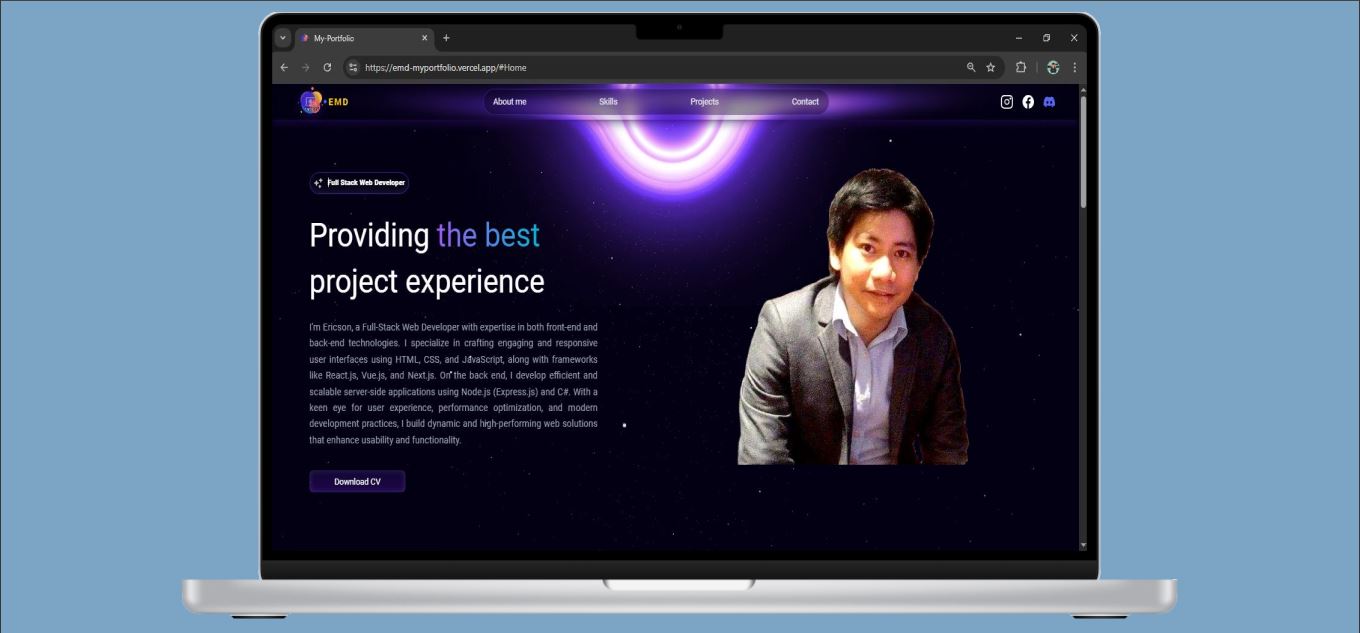 My-Portfolio
https://emd-myportfolio.vercel.app/#Home
EMD
About me
Skills
Projects
Contact
Full Stack Web Developer
Providing the best
project experience
I'm Ericson, a Full-Stack Web Developer with expertise in both front-end and
back-end technologies. I specialize in crafting engaging and responsive
user interfaces using HTML, CSS, and JavaScript, along with frameworks
like React.js, Vue.js, and Next.js. On the back end, I develop efficient and
scalable server-side applications using Node.js (Express.js) and C#. With a
keen eye for user experience, performance optimization, and modern
development practices, I build dynamic and high-performing web solutions
that enhance usability and functionality.
Download CV